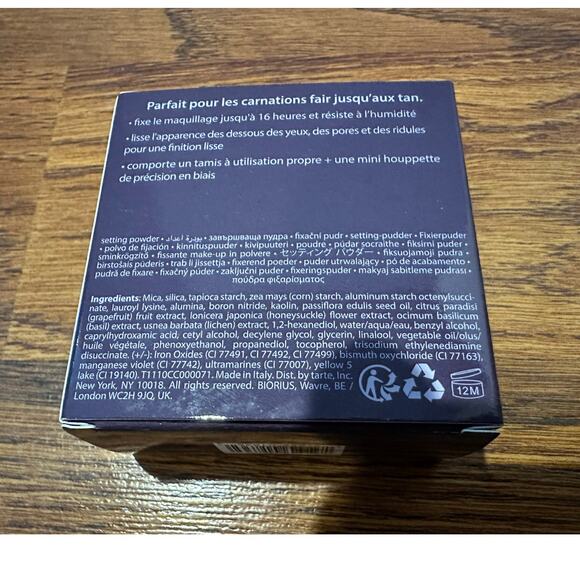 Parfait pour les carnations fair jusqu'aux tan.
• fixe le maquillage jusqu'à 16 heures et résiste à l'humidité
• lisse l'apparence des dessous des yeux, des pores et des ridules
pour une finition lisse
• comporte un tamis à utilisation propre + une mini houppette
de précision en biais
setting powder • بودرة اعداد • завършваща пудра • fixační pudr • setting-pudder • Fixierpuder
• polvo de fijación • kinnituspuuder • kivipuuteri • poudre • púdar socraithe • fiksirni puder •
sminkrögzítő • fissante make-up in polvere • セッティング パウダー • fiksuojamoji pudra •
birstošais pūderis • trab li jissettja • fixerend poeder • puder utrwalający • pó de acabamento •
pudră de fixare • fixačný púder • zaključni puder • fixeringspuder • makyaj sabitleme pudrası •
πούδρα φιξαρίσματος
Ingredients: Mica, silica, tapioca starch, zea mays (corn) starch, aluminum starch octenylsucci-
nate, lauroyl lysine, alumina, boron nitride, kaolin, polysorbate 20, sebacic acid, citrus paradisi
(grapefruit) fruit extract, lonicera japonica (honeysuckle) flower extract, ocimum basilicum
(basil) extract, usnea barbata (lichen) extract, 1,2-hexanediol, water/aqua/eau, benzyl alcohol,
caprylhydroxamic acid, cetyl alcohol, decylene glycol, glycerin, linalool, vegetable oil/olus/
huile végétale, phenoxyethanol, propanediol, tocopherol, trisodium ethylenediamine
disuccinate. (+/-): Iron Oxides (CI 77491, CI 77492, CI 77499), bismuth oxychloride (CI 77163),
manganese violet (CI 77742), ultramarines (CI 77007), yellow 5
lake (CI 19140). T1110CC000071. Made in Italy. Dist. by tarte, Inc.
New York, NY 10018. All rights reserved. BIORIUS, Wavre, BE /
London WC2H 9JQ, UK.
12M